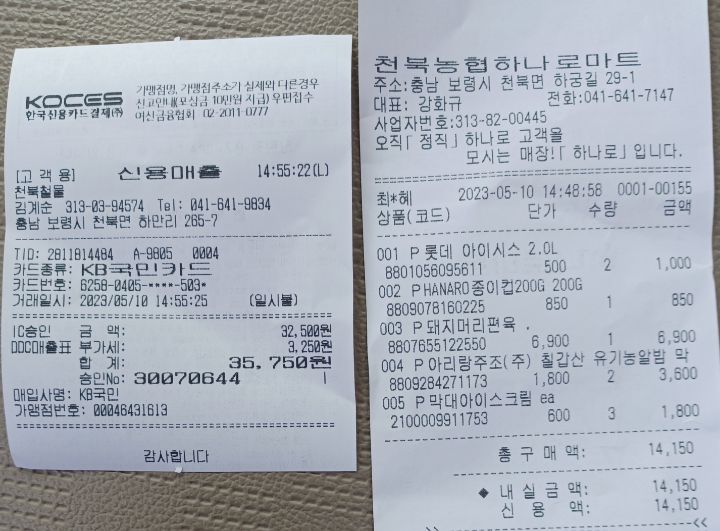 KOCES
한국신용카드결제㈜
가맹점명, 가맹점주소가 실제와 다른경우
신고안내(포상금 10만원 지급) 우편접수
여신금융협회 02-2011-0777
[고 객 용] 신용매출 14:55:22(L)
천북철물
김계순 313-03-94574 Tel: 041-641-9834
충남 보령시 천북면 하만리 265-7
TID: 2811814484 A-9805 0004
카드종류: KB국민카드
카드번호: 6258-0405-****-503*
거래일시: 2023/05/10 14:55:25 (일시불)
IC승인 금 액: 32,500원
DDC매출표 부가세: 3,250원
합 계: 35,750원
승인No: 30070644
매입사명: KB국민
가맹점번호: 00046431613
감사합니다
천북농협하나로마트
주소:충남 보령시 천북면 하궁길 29-1
대표: 강화규 전화:041-641-7147
사업자번호:313-82-00445
오직「정직」하나로 고객을
모시는 매장!「하나로」입니다.
최*혜 2023-05-10 14:48:58 0001-00155
상품(코드) 단가 수량 금액
001 P 롯데 아이시스 2.0L
8801056095611 500 2 1,000
002 P HANARO종이컵200G 200G
8809078160225 850 1 850
003 P 돼지머리편육 .
8807655122550 6,900 1 6,900
004 P 아리랑주조(주) 칠갑산 유기농알밤 막
8809284271173 1,800 2 3,600
005 P 막대아이스크림 ea
2100009911753 600 3 1,800
총 구 매 액: 14,150
◆ 내 실 금 액: 14,150
신 용 액: 14,150
>> <<